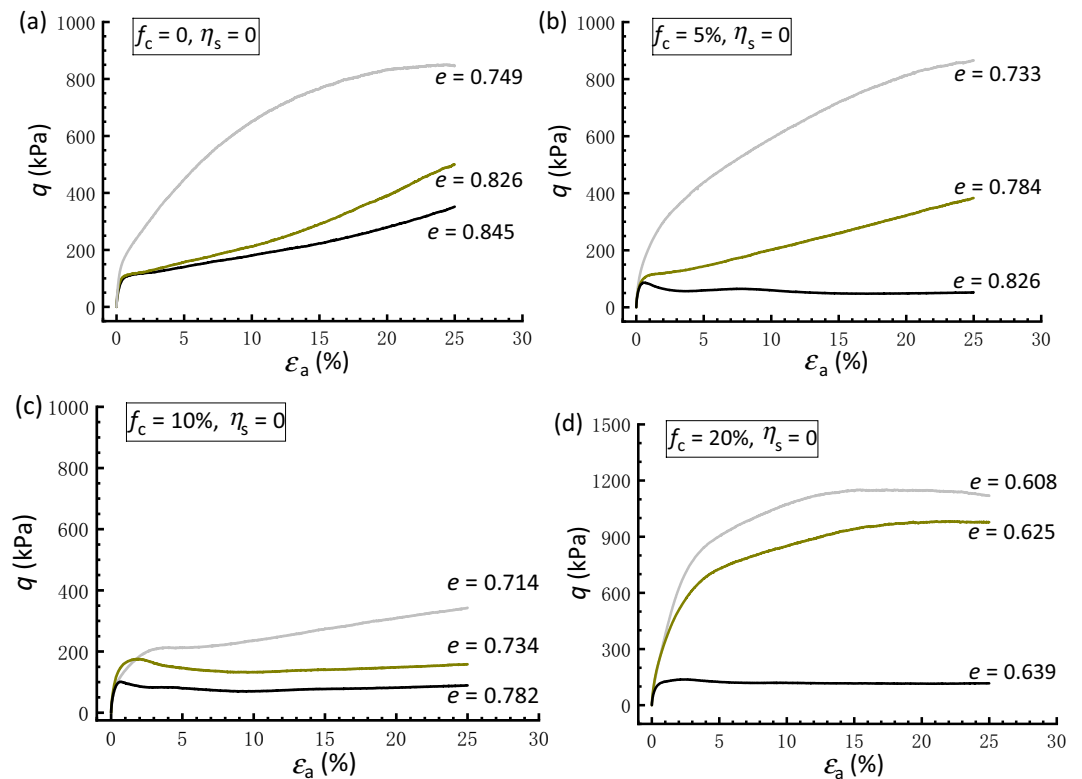 (a)
f_c = 0, η_s = 0
1000
800
600
400
200
0
q (kPa)
e = 0.749
e = 0.826
e = 0.845
0 5 10 15 20 25 30
ε_a (%)
(b)
f_c = 5%, η_s = 0
1000
800
600
400
200
0
q (kPa)
e = 0.733
e = 0.784
e = 0.826
0 5 10 15 20 25 30
ε_a (%)
(c)
f_c = 10%, η_s = 0
1000
800
600
400
200
0
q (kPa)
e = 0.714
e = 0.734
e = 0.782
0 5 10 15 20 25 30
ε_a (%)
(d)
f_c = 20%, η_s = 0
1500
1200
900
600
300
0
q (kPa)
e = 0.608
e = 0.625
e = 0.639
0 5 10 15 20 25 30
ε_a (%)